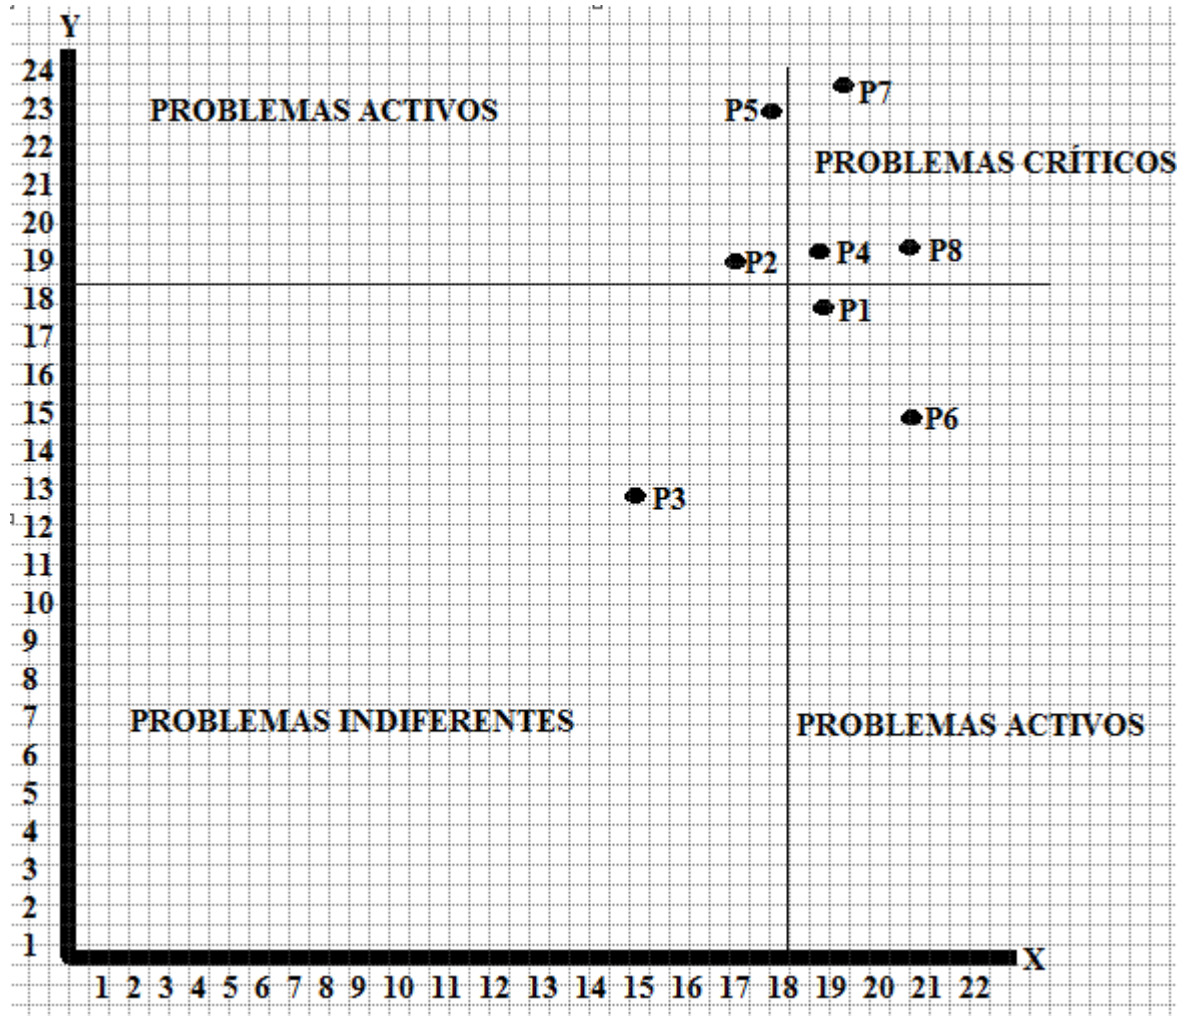 Y
24
PROBLEMAS ACTIVOS
P5
P7
23
22
PROBLEMAS CRÍTICOS
21
20
19
P2
P4
P8
18
P1
17
16
15
P6
14
13
P3
12
11
10
9
8
7
PROBLEMAS INDIFERENTES
PROBLEMAS ACTIVOS
6
5
4
3
2
1
X
1 2 3 4 5 6 7 8 9 10 11 12 13 14 15 16 17 18 19 20 21 22